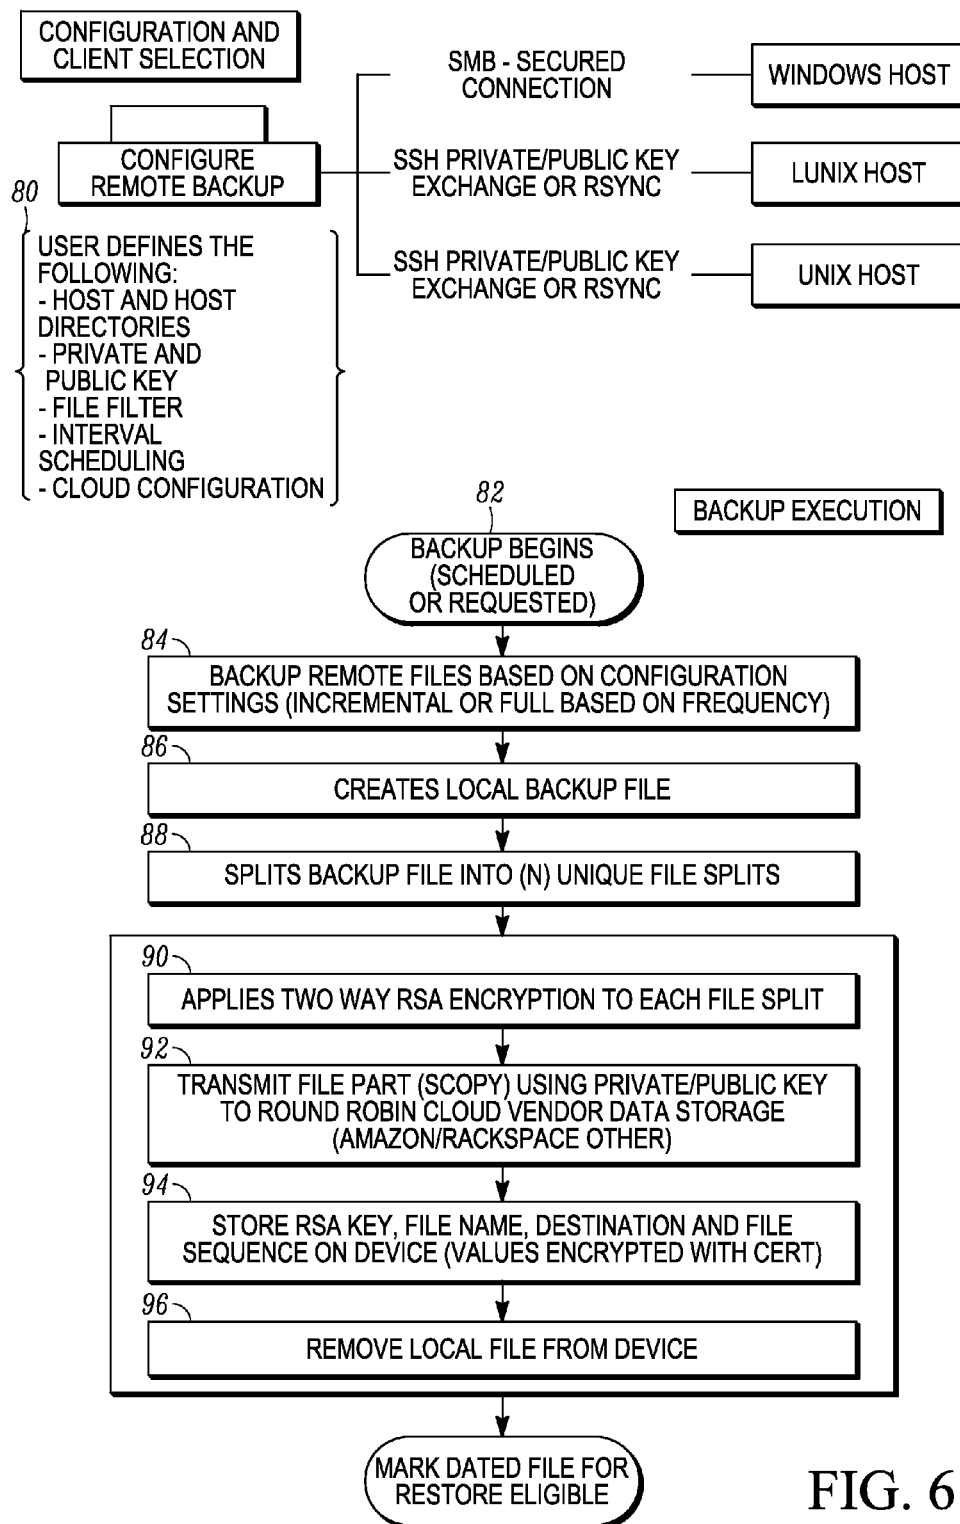 CONFIGURATION AND
CLIENT SELECTION
SMB - SECURED
CONNECTION
WINDOWS HOST
CONFIGURE
REMOTE BACKUP
SSH PRIVATE/PUBLIC KEY
EXCHANGE OR RSYNC
LUNIX HOST
SSH PRIVATE/PUBLIC KEY
EXCHANGE OR RSYNC
UNIX HOST
80
USER DEFINES THE
FOLLOWING:
- HOST AND HOST
DIRECTORIES
- PRIVATE AND
PUBLIC KEY
- FILE FILTER
- INTERVAL
SCHEDULING
- CLOUD CONFIGURATION
BACKUP EXECUTION
82
BACKUP BEGINS
(SCHEDULED
OR REQUESTED)
84
BACKUP REMOTE FILES BASED ON CONFIGURATION
SETTINGS (INCREMENTAL OR FULL BASED ON FREQUENCY)
86
CREATES LOCAL BACKUP FILE
88
SPLITS BACKUP FILE INTO (N) UNIQUE FILE SPLITS
90
APPLIES TWO WAY RSA ENCRYPTION TO EACH FILE SPLIT
92
TRANSMIT FILE PART (SCOPY) USING PRIVATE/PUBLIC KEY
TO ROUND ROBIN CLOUD VENDOR DATA STORAGE
(AMAZON/RACKSPACE OTHER)
94
STORE RSA KEY, FILE NAME, DESTINATION AND FILE
SEQUENCE ON DEVICE (VALUES ENCRYPTED WITH CERT)
96
REMOVE LOCAL FILE FROM DEVICE
MARK DATED FILE FOR
RESTORE ELIGIBLE
FIG. 6